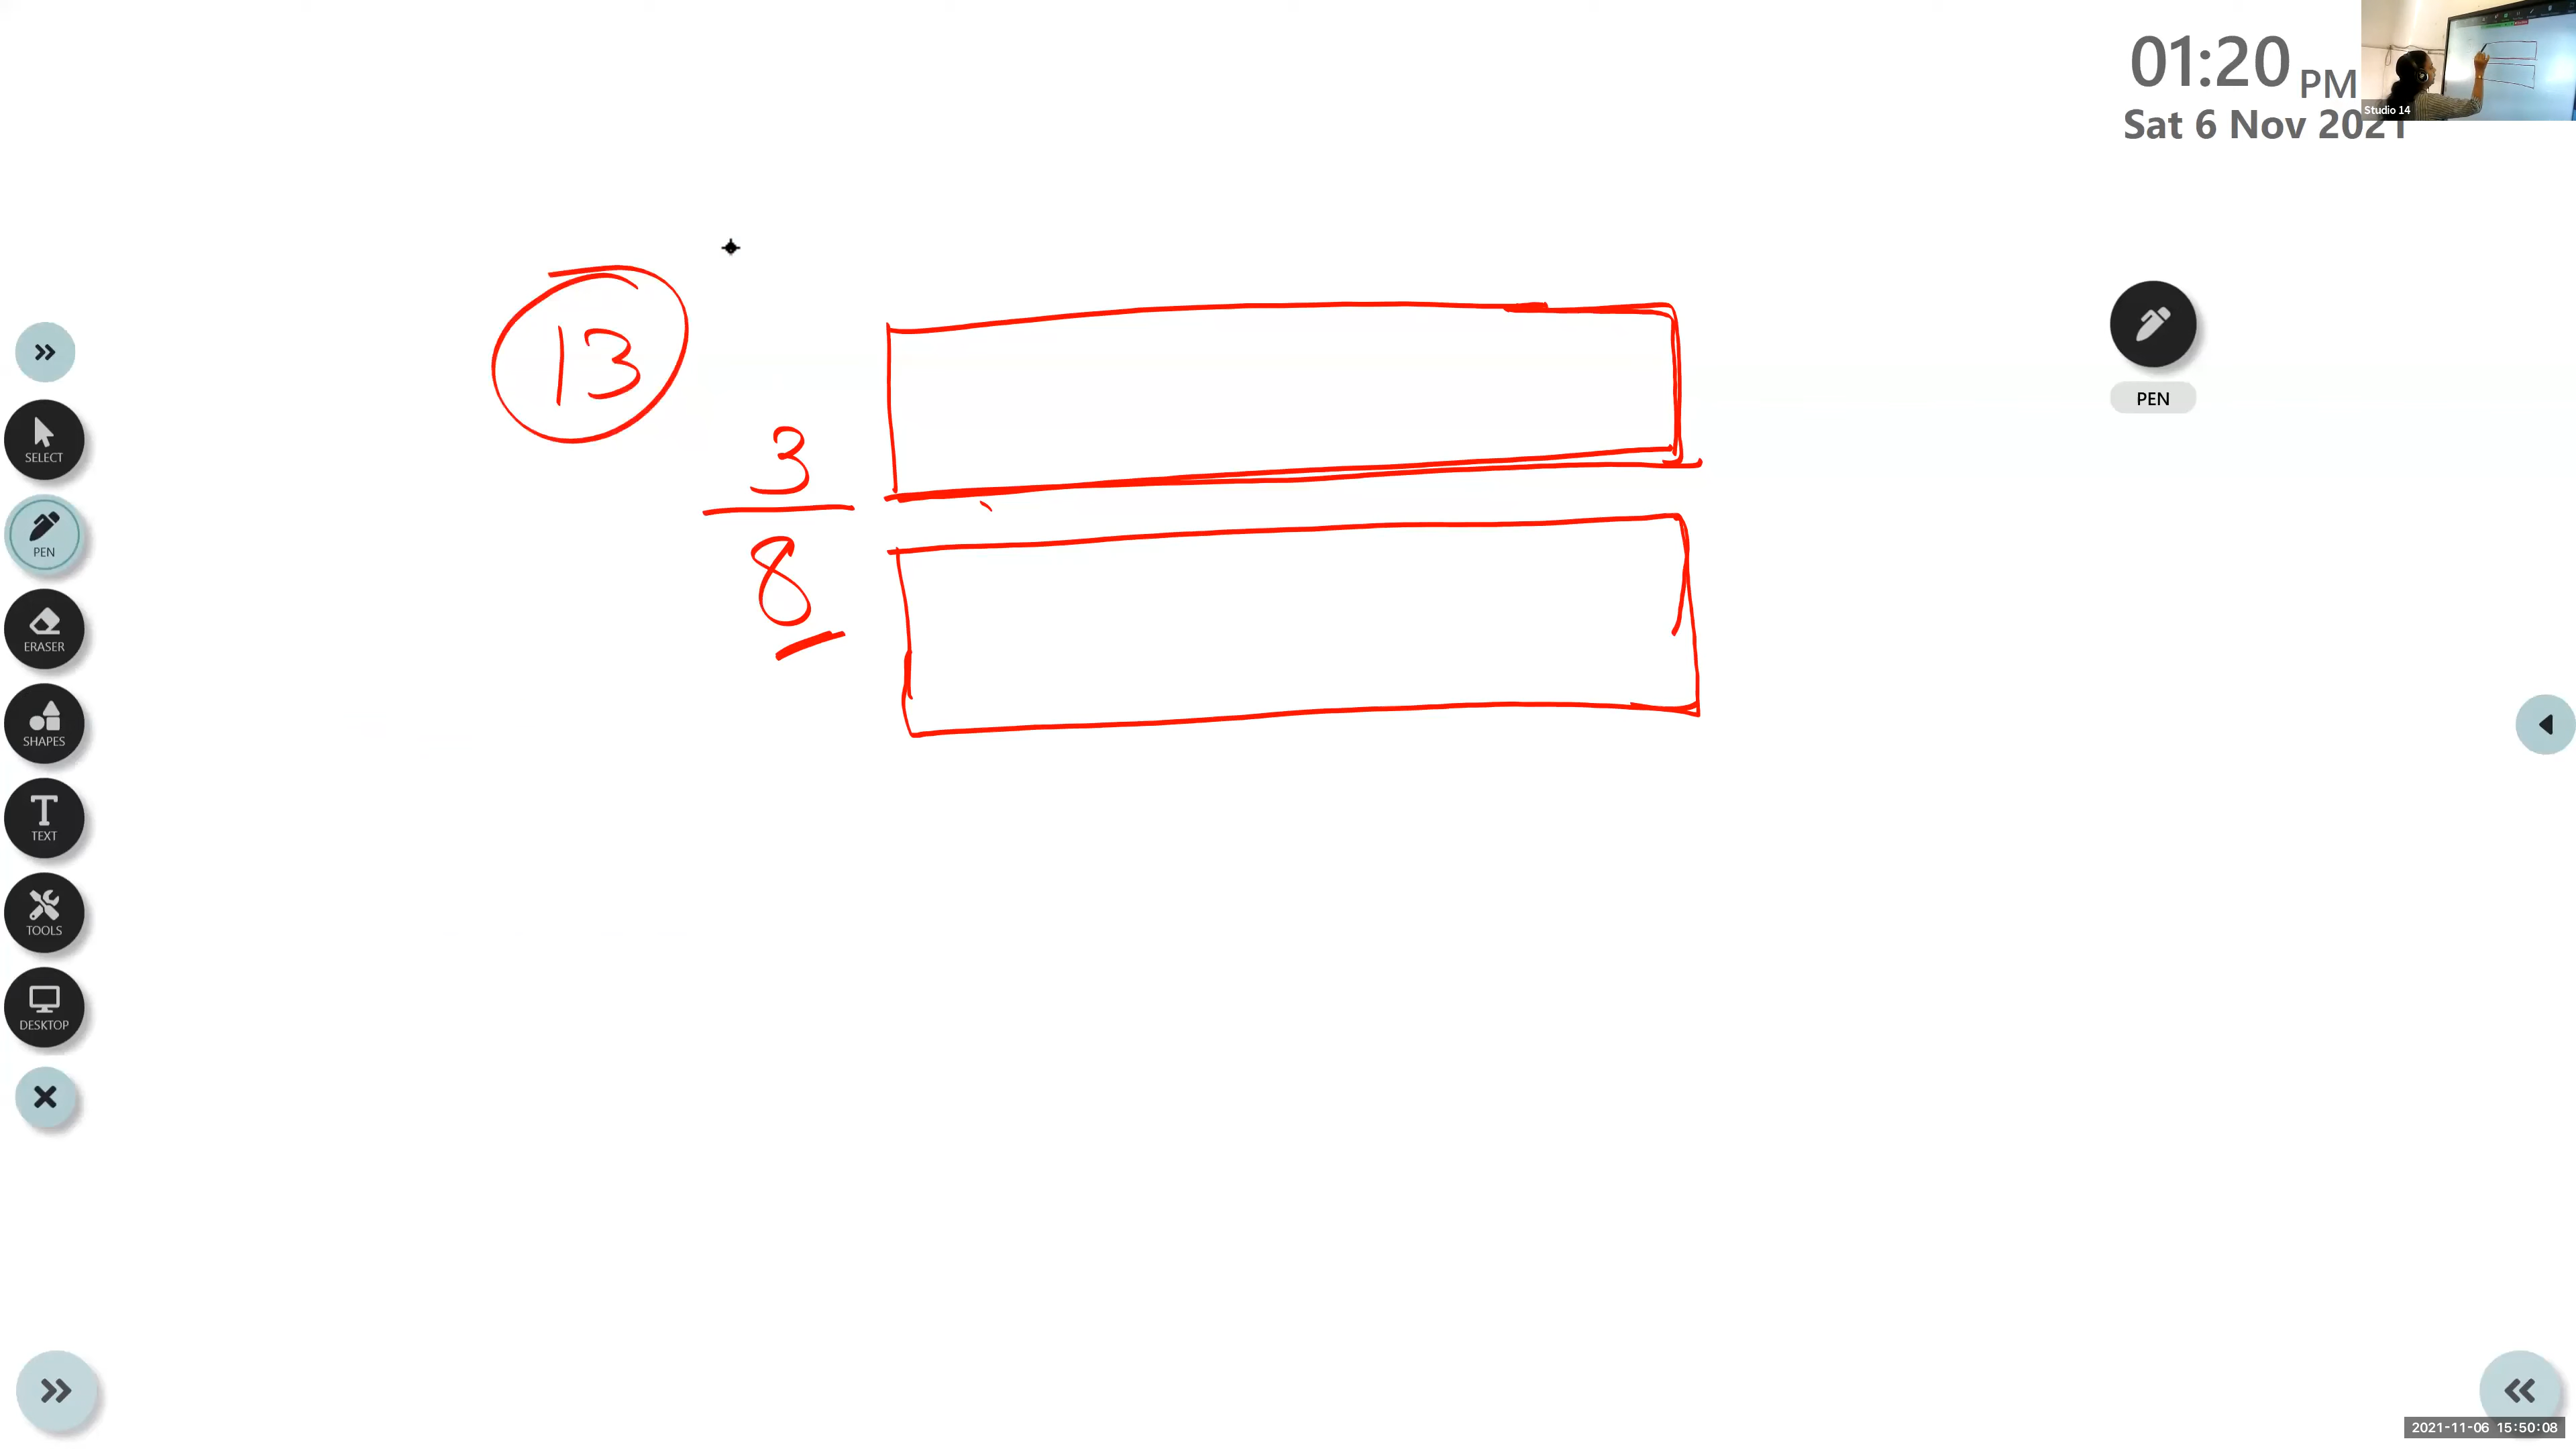 01:20 PM
Sat 6 Nov 2021
Studio 14
13
3
8
SELECT
PEN
ERASER
SHAPES
TEXT
TOOLS
DESKTOP
PEN
2021-11-06 15:50:08